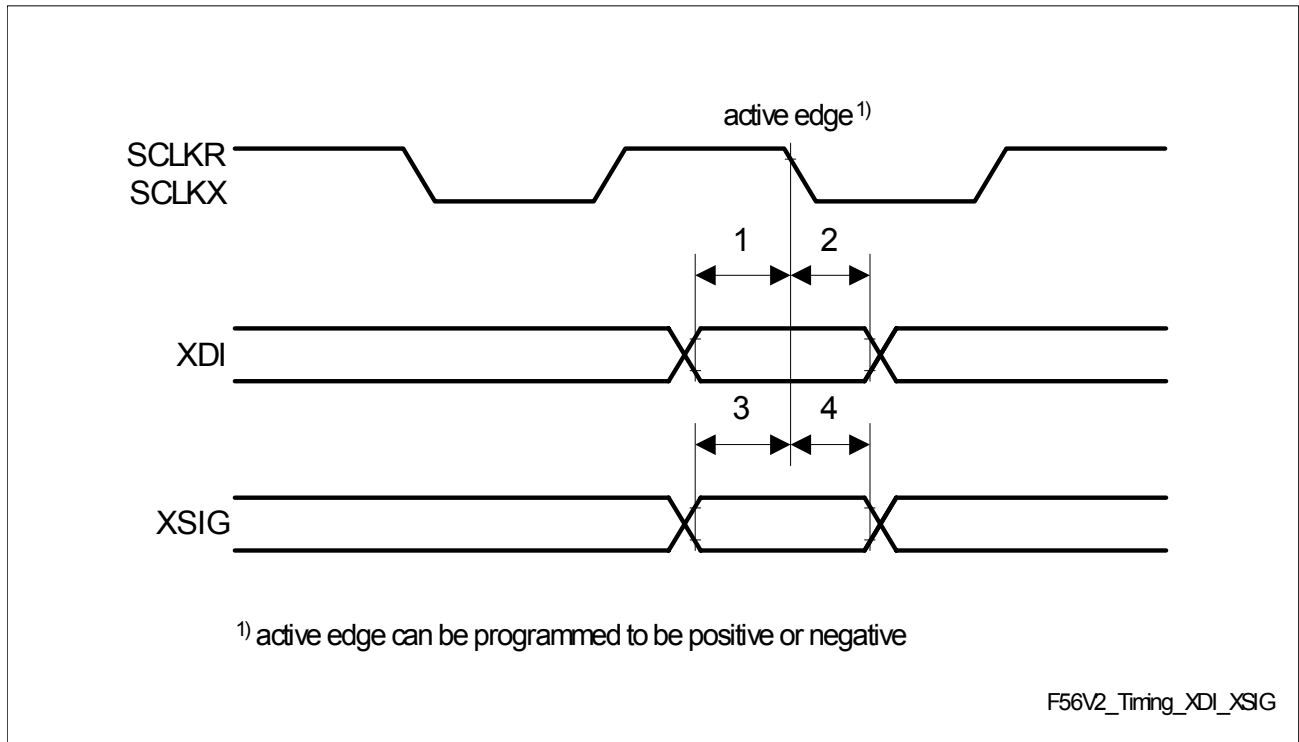 active edge 1)
SCLKR
SCLKX
1 2
XDI
3 4
XSIG
1) active edge can be programmed to be positive or negative
F56V2_Timing_XDI_XSIG